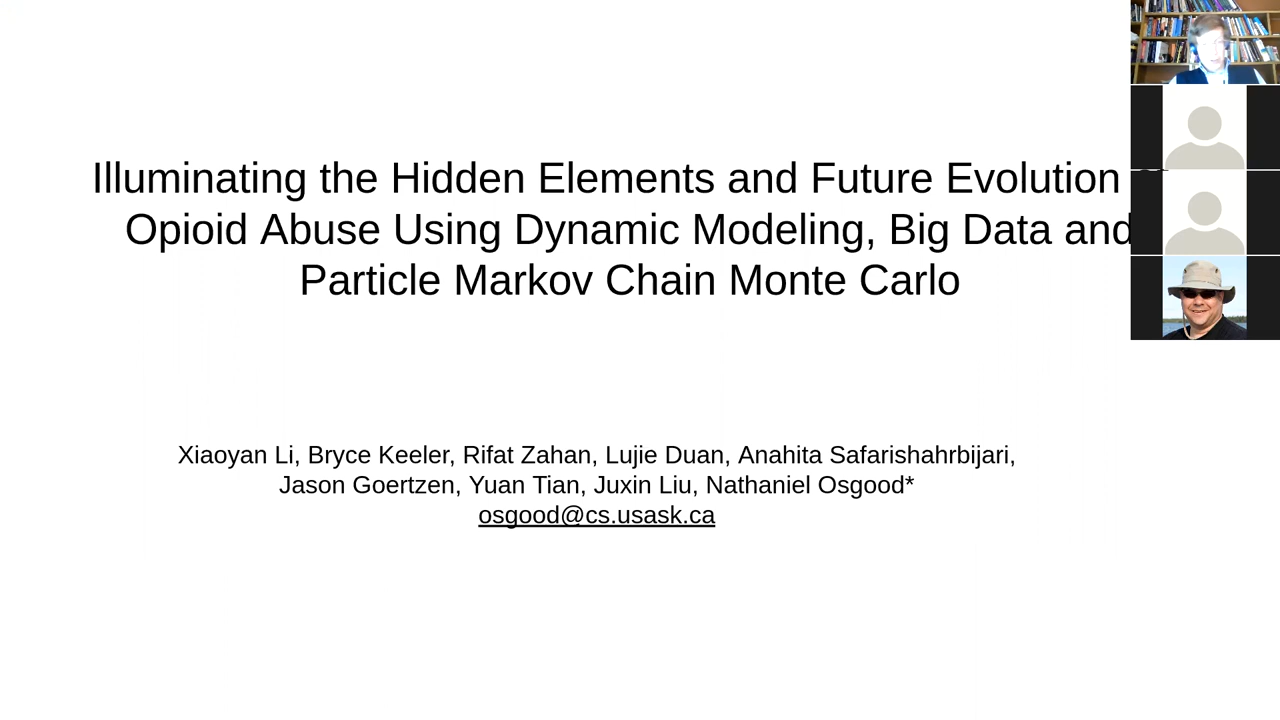 Illuminating the Hidden Elements and Future Evolution
Opioid Abuse Using Dynamic Modeling, Big Data and
Particle Markov Chain Monte Carlo
Xiaoyan Li, Bryce Keeler, Rifat Zahan, Lujie Duan, Anahita Safarishahrbijari,
Jason Goertzen, Yuan Tian, Juxin Liu, Nathaniel Osgood*
osgood@cs.usask.ca